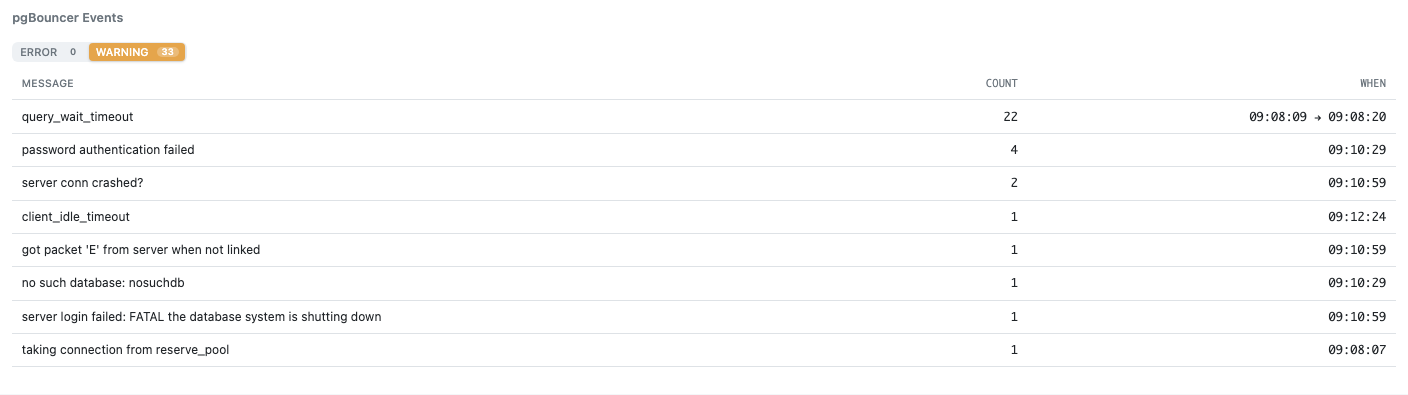 pgBouncer Events
ERROR 0 WARNING 33
MESSAGE COUNT WHEN
query_wait_timeout 22 09:08:09 → 09:08:20
password authentication failed 4 09:10:29
server conn crashed? 2 09:10:59
client_idle_timeout 1 09:12:24
got packet 'E' from server when not linked 1 09:10:59
no such database: nosuchdb 1 09:10:29
server login failed: FATAL the database system is shutting down 1 09:10:59
taking connection from reserve_pool 1 09:08:07